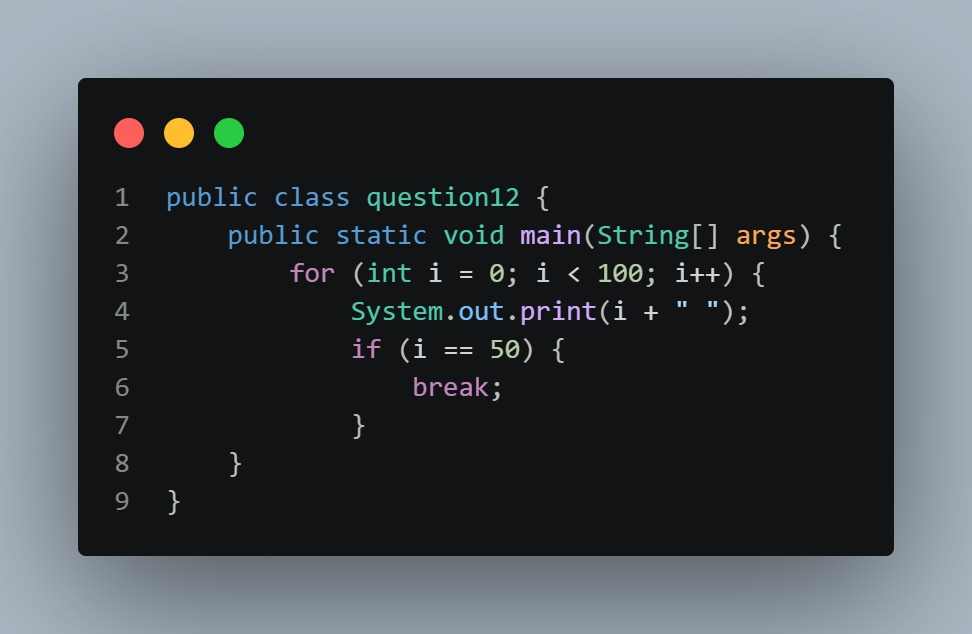 1 public class question12 {
2     public static void main(String[] args) {
3         for (int i = 0; i < 100; i++) {
4             System.out.print(i + " ");
5             if (i == 50) {
6                 break;
7             }
8     }
9 }